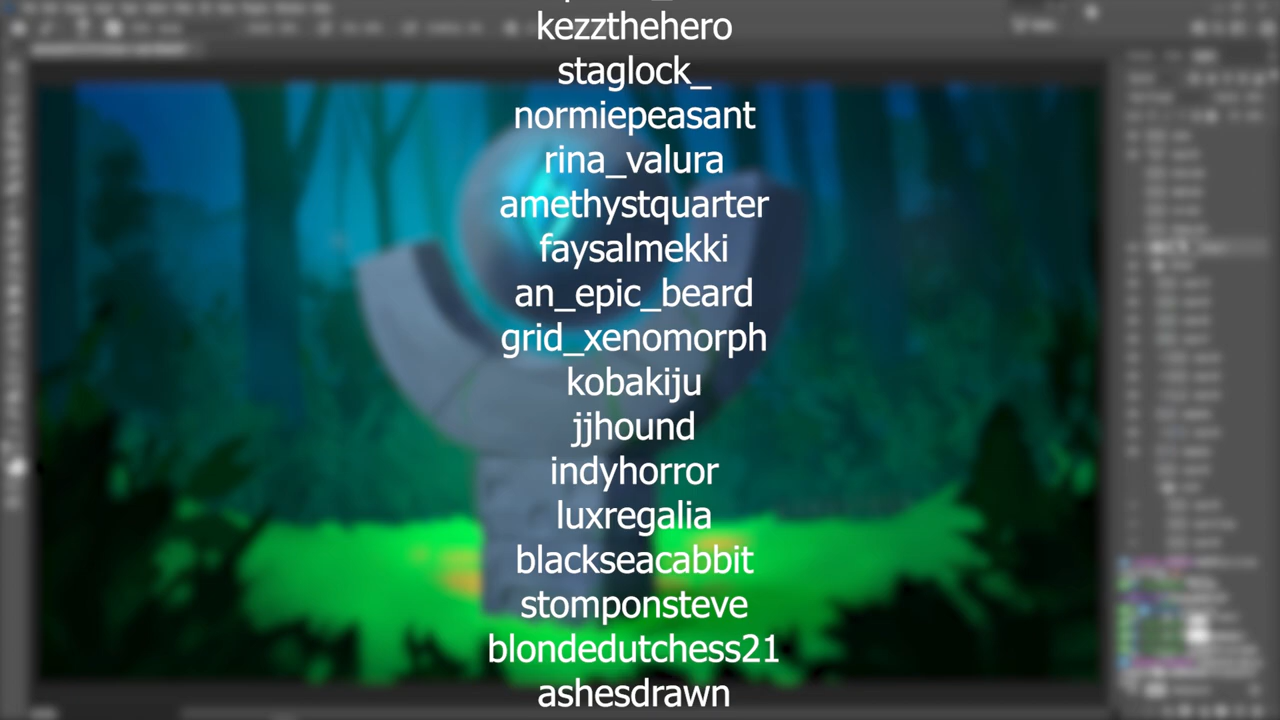 kezzthehero
staglock_
normiepeasant
rina_valura
amethystquarter
faysalmekki
an_epic_beard
grid_xenomorph
kobakiju
jjhound
indyhorror
luxregalia
blackseacabbit
stomponsteve
blondedutchess21
ashesdrawn